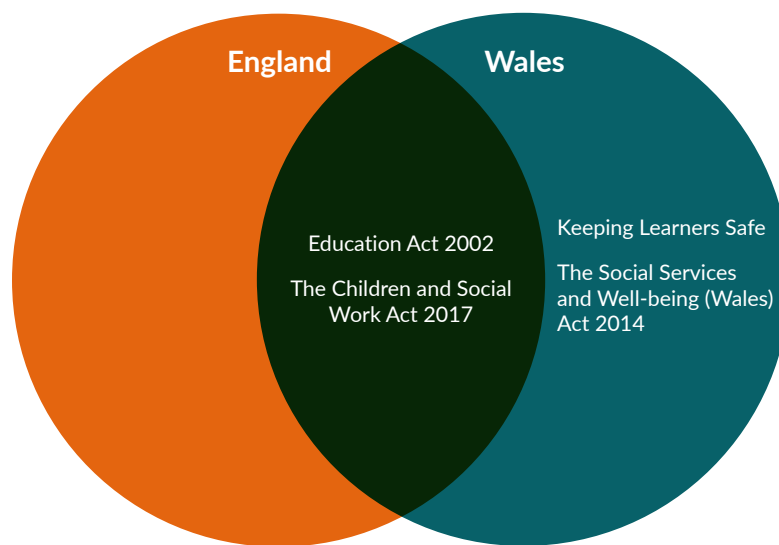 England
Wales
Education Act 2002
The Children and Social
Work Act 2017
Keeping Learners Safe
The Social Services
and Well-being (Wales)
Act 2014